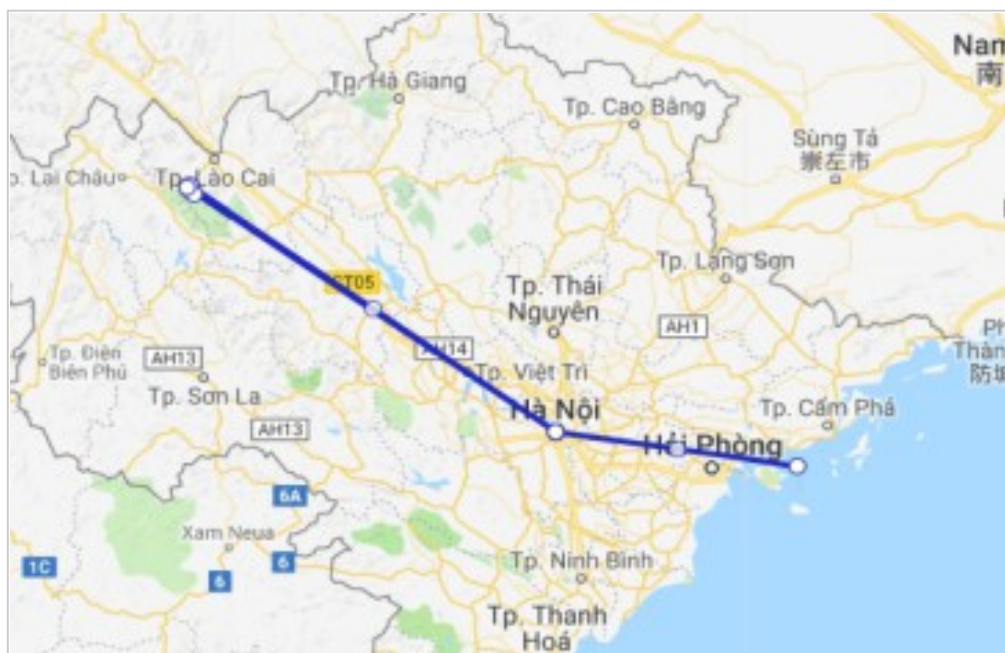 Nam
南
Tp. Hà Giang
Tp. Cao Bằng
Sùng Tả
崇左市
Lai Châu
Tp. Lào Cai
Tp. Lạng Sơn
CT05
Tp. Thái
Nguyên
AH1
AH14
Tp. Điện
Biên Phủ
AH13
Tp. Sơn La
Tp. Việt Trì
Hà Nội
Tp. Cẩm Phả
AH13
Hải Phòng
6A
Xam Neua
6
6
1C
Tp. Ninh Bình
Tp. Thanh
Hoá